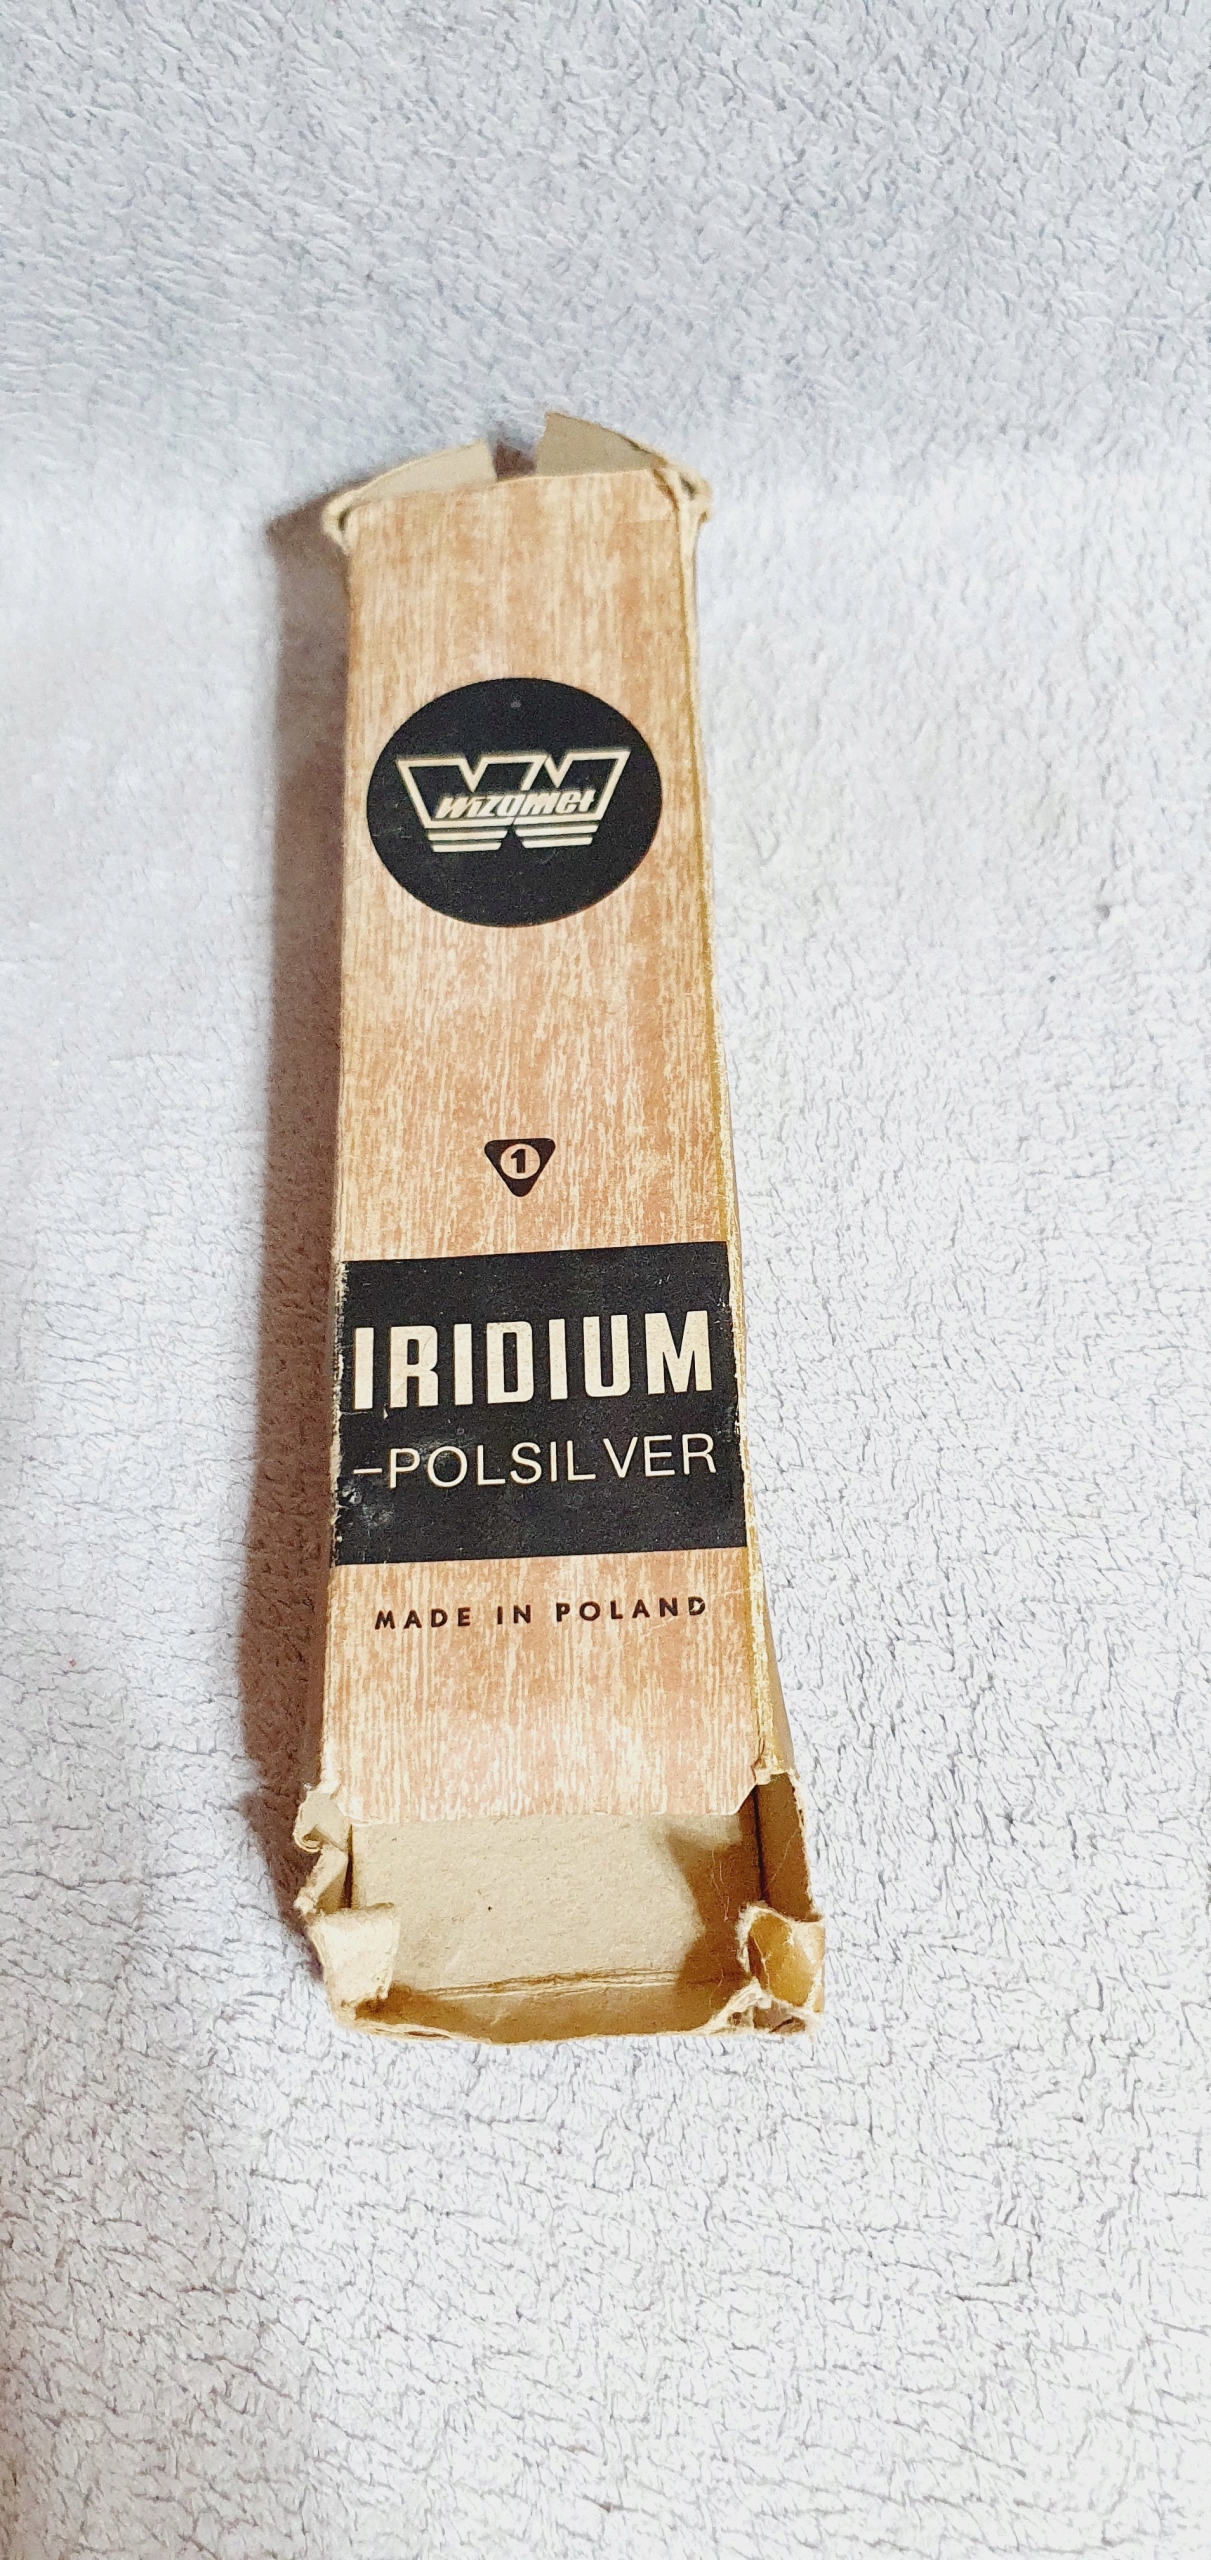 Wizamet
1
IRIDIUM
–POLSILVER
MADE IN POLAND